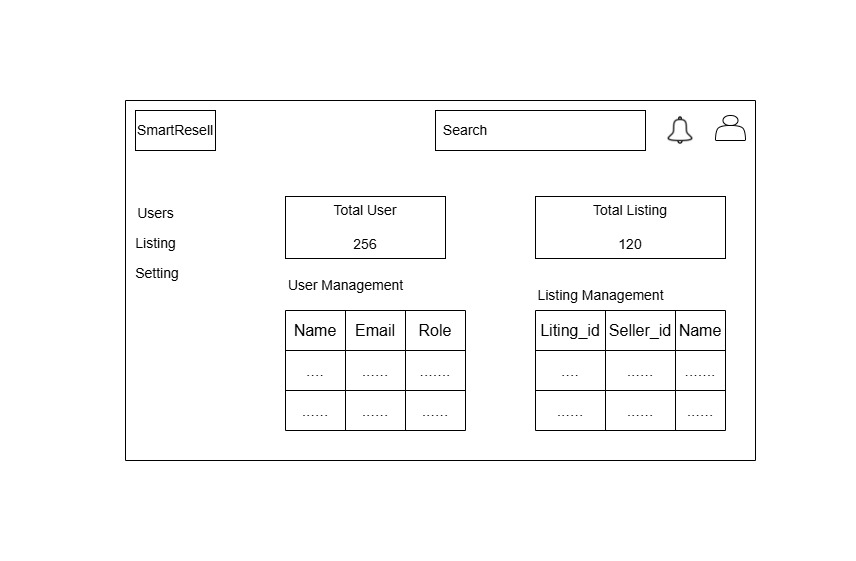 SmartResell
Search
Users
Listing
Setting
Total User
256
Total Listing
120
User Management
Name Email Role
.... ...... .......
...... ...... ......
Listing Management
Liting_id Seller_id Name
.... ...... .......
...... ...... ......